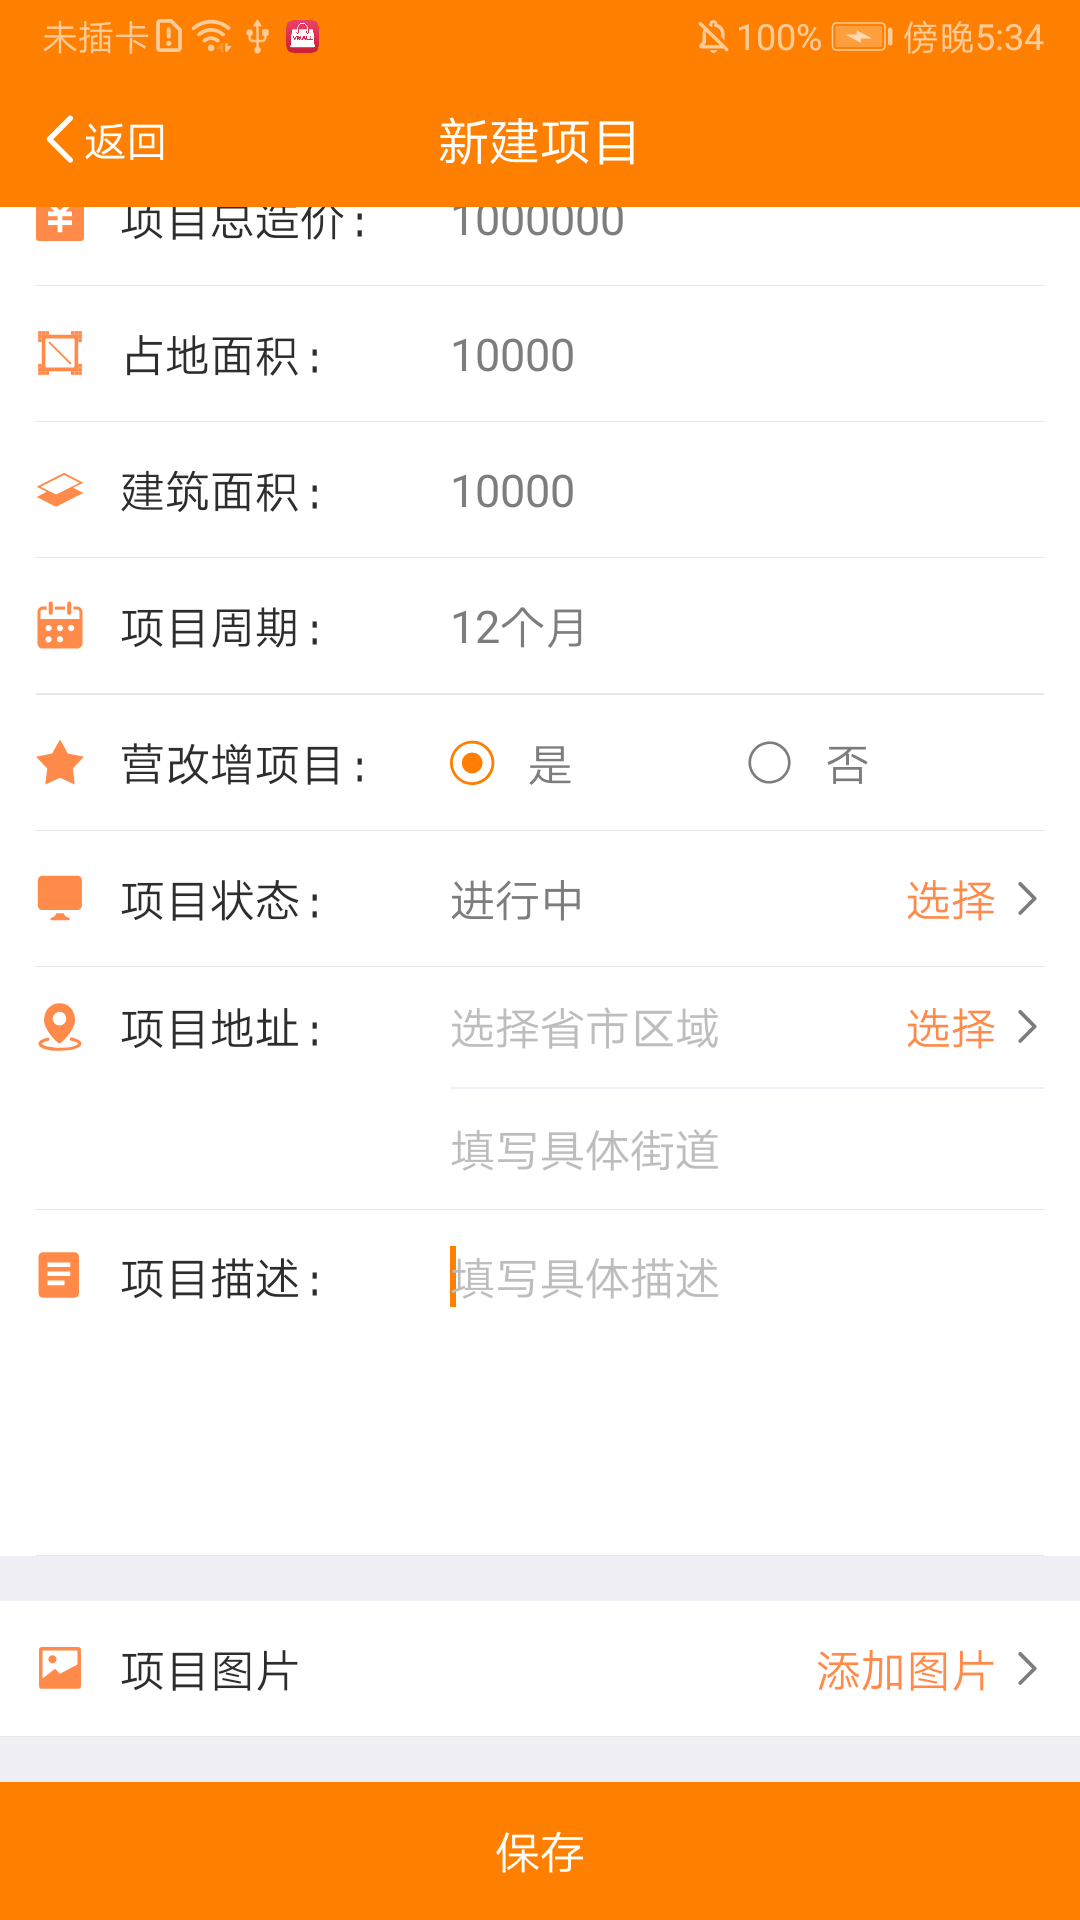 未插卡 100% 傍晚5:34
返回 新建项目
项目总造价: 1000000
占地面积: 10000
建筑面积: 10000
项目周期: 12个月
营改增项目: 是 否
项目状态: 进行中 选择
项目地址: 选择省市区域 选择
填写具体街道
项目描述: 填写具体描述
项目图片 添加图片
保存